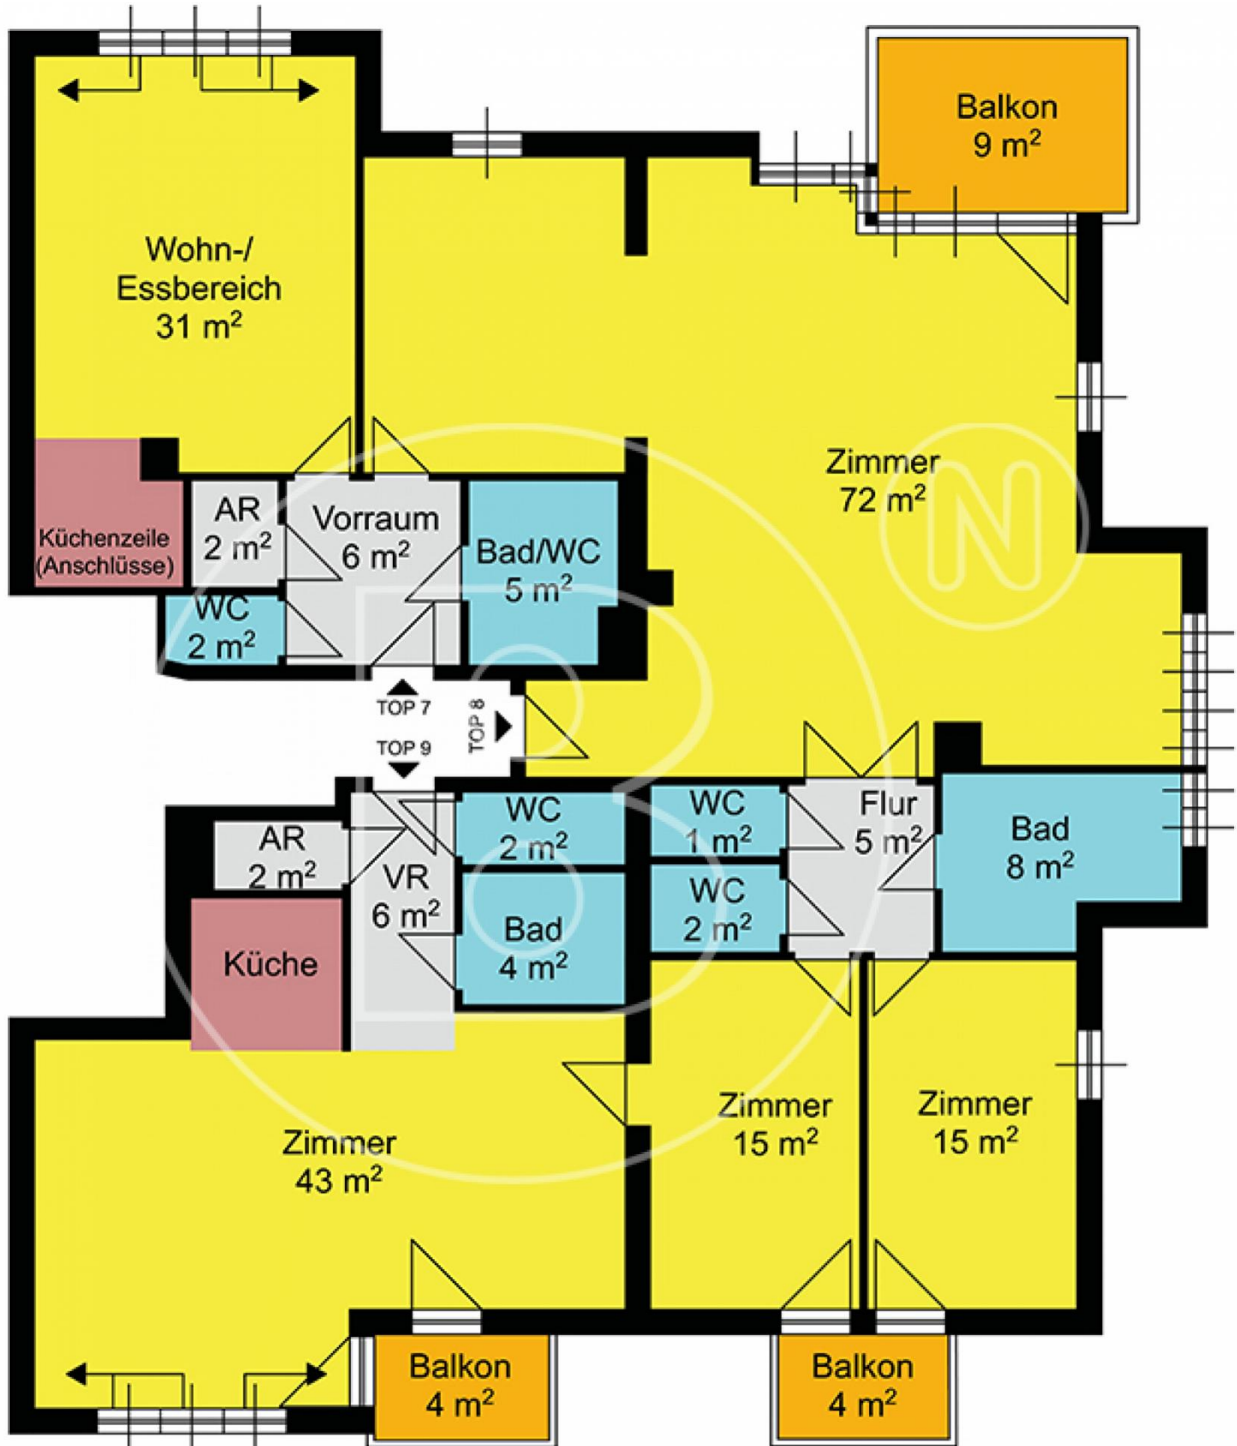 Balkon
9 m²
Wohn-/
Essbereich
31 m²
Zimmer
72 m²
N
Küchenzeile
(Anschlüsse)
AR
2 m²
Vorraum
6 m²
Bad/WC
5 m²
WC
2 m²
TOP 7
TOP 8
TOP 9
B
AR
2 m²
WC
2 m²
WC
1 m²
Flur
5 m²
Bad
8 m²
VR
6 m²
WC
2 m²
Küche
Bad
4 m²
Zimmer
43 m²
Zimmer
15 m²
Zimmer
15 m²
Balkon
4 m²
Balkon
4 m²